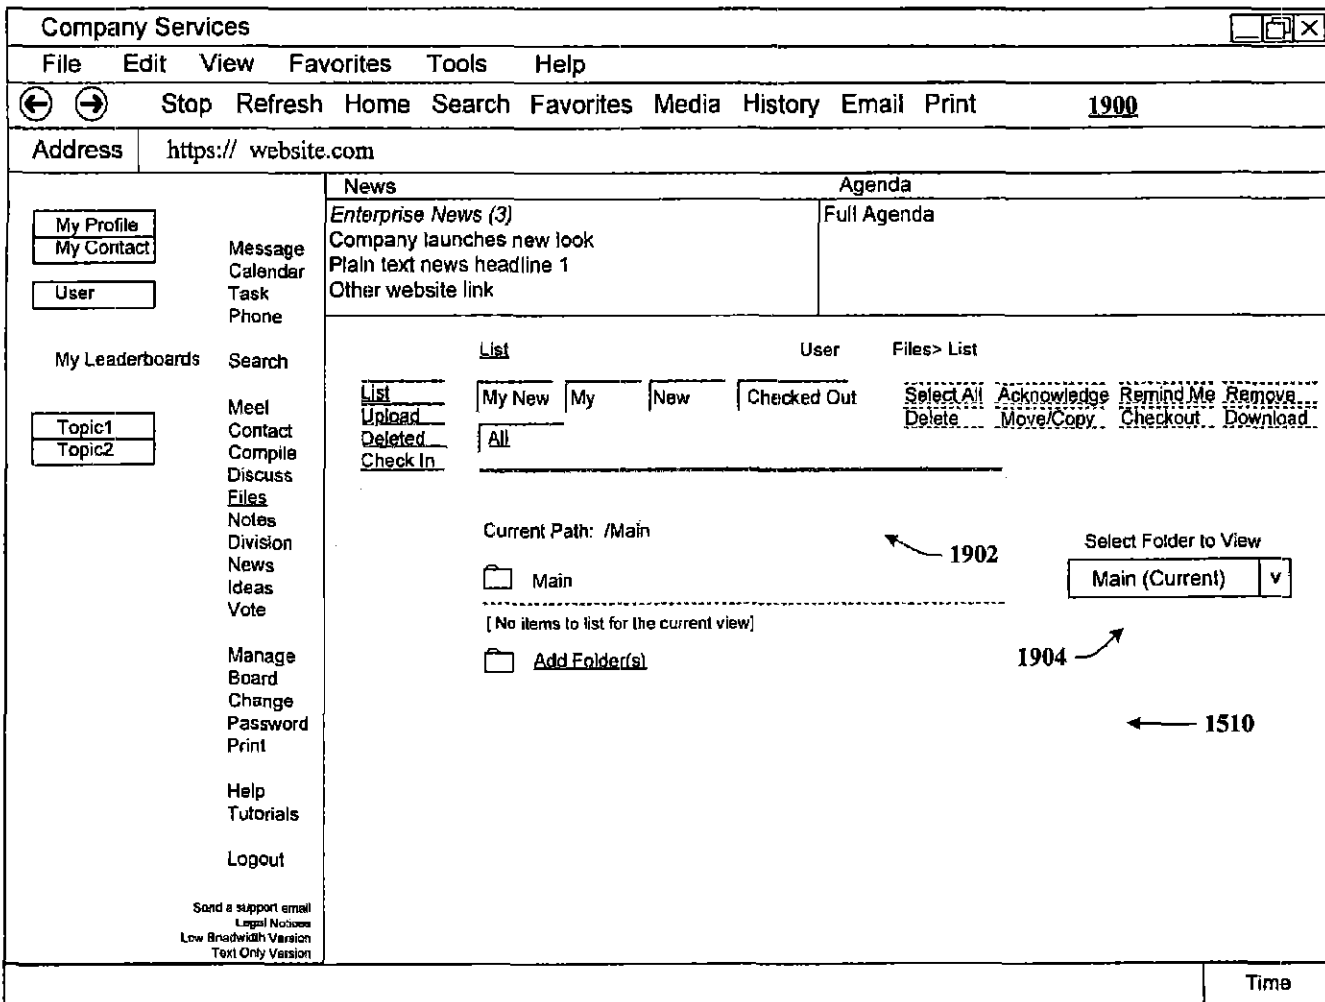 Company Services
File Edit View Favorites Tools Help
Stop Refresh Home Search Favorites Media History Email Print 1900
Address https:// website.com
News Agenda
My Profile
My Contact
User
My Leaderboards
Topic1
Topic2
Message
Calendar
Task
Phone
Search
Meel
Contact
Compile
Discuss
Files
Notes
Division
News
Ideas
Vote
Manage
Board
Change
Password
Print
Help
Tutorials
Logout
Send a support email
Legal Notices
Low Bnadwidth Version
Text Only Version
Enterprise News (3)
Company launches new look
Plain text news headline 1
Other website link
Full Agenda
List User Files> List
List
Upload
Deleted
Check In
My New My New Checked Out
All
Select All Acknowledge Remind Me Remove
Delete Move/Copy Checkout Download
Current Path: /Main
1902
Main
[ No items to list for the current view]
Add Folder(s)
Select Folder to View
Main (Current) v
1904
1510
Time